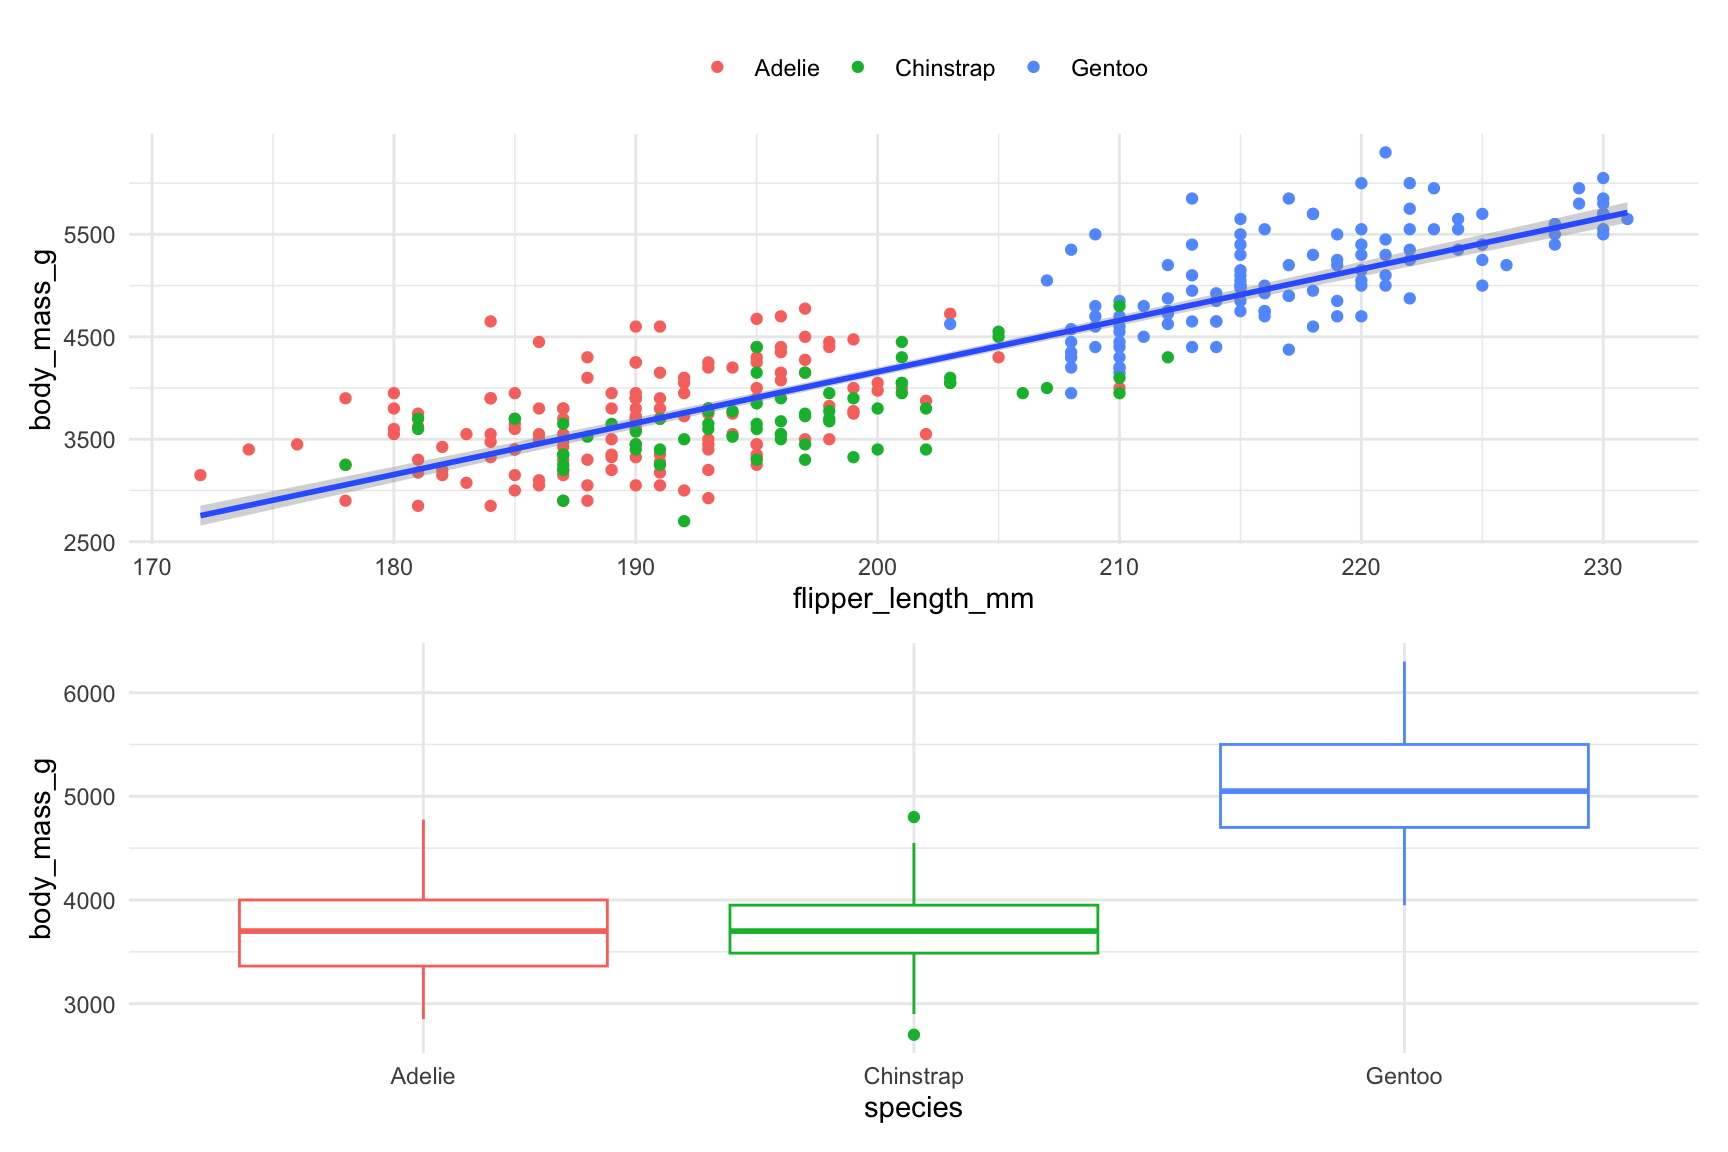 Adelie Chinstrap Gentoo
body_mass_g
5500
4500
3500
2500
170 180 190 200 210 220 230
flipper_length_mm
body_mass_g
6000
5000
4000
3000
Adelie Chinstrap Gentoo
species